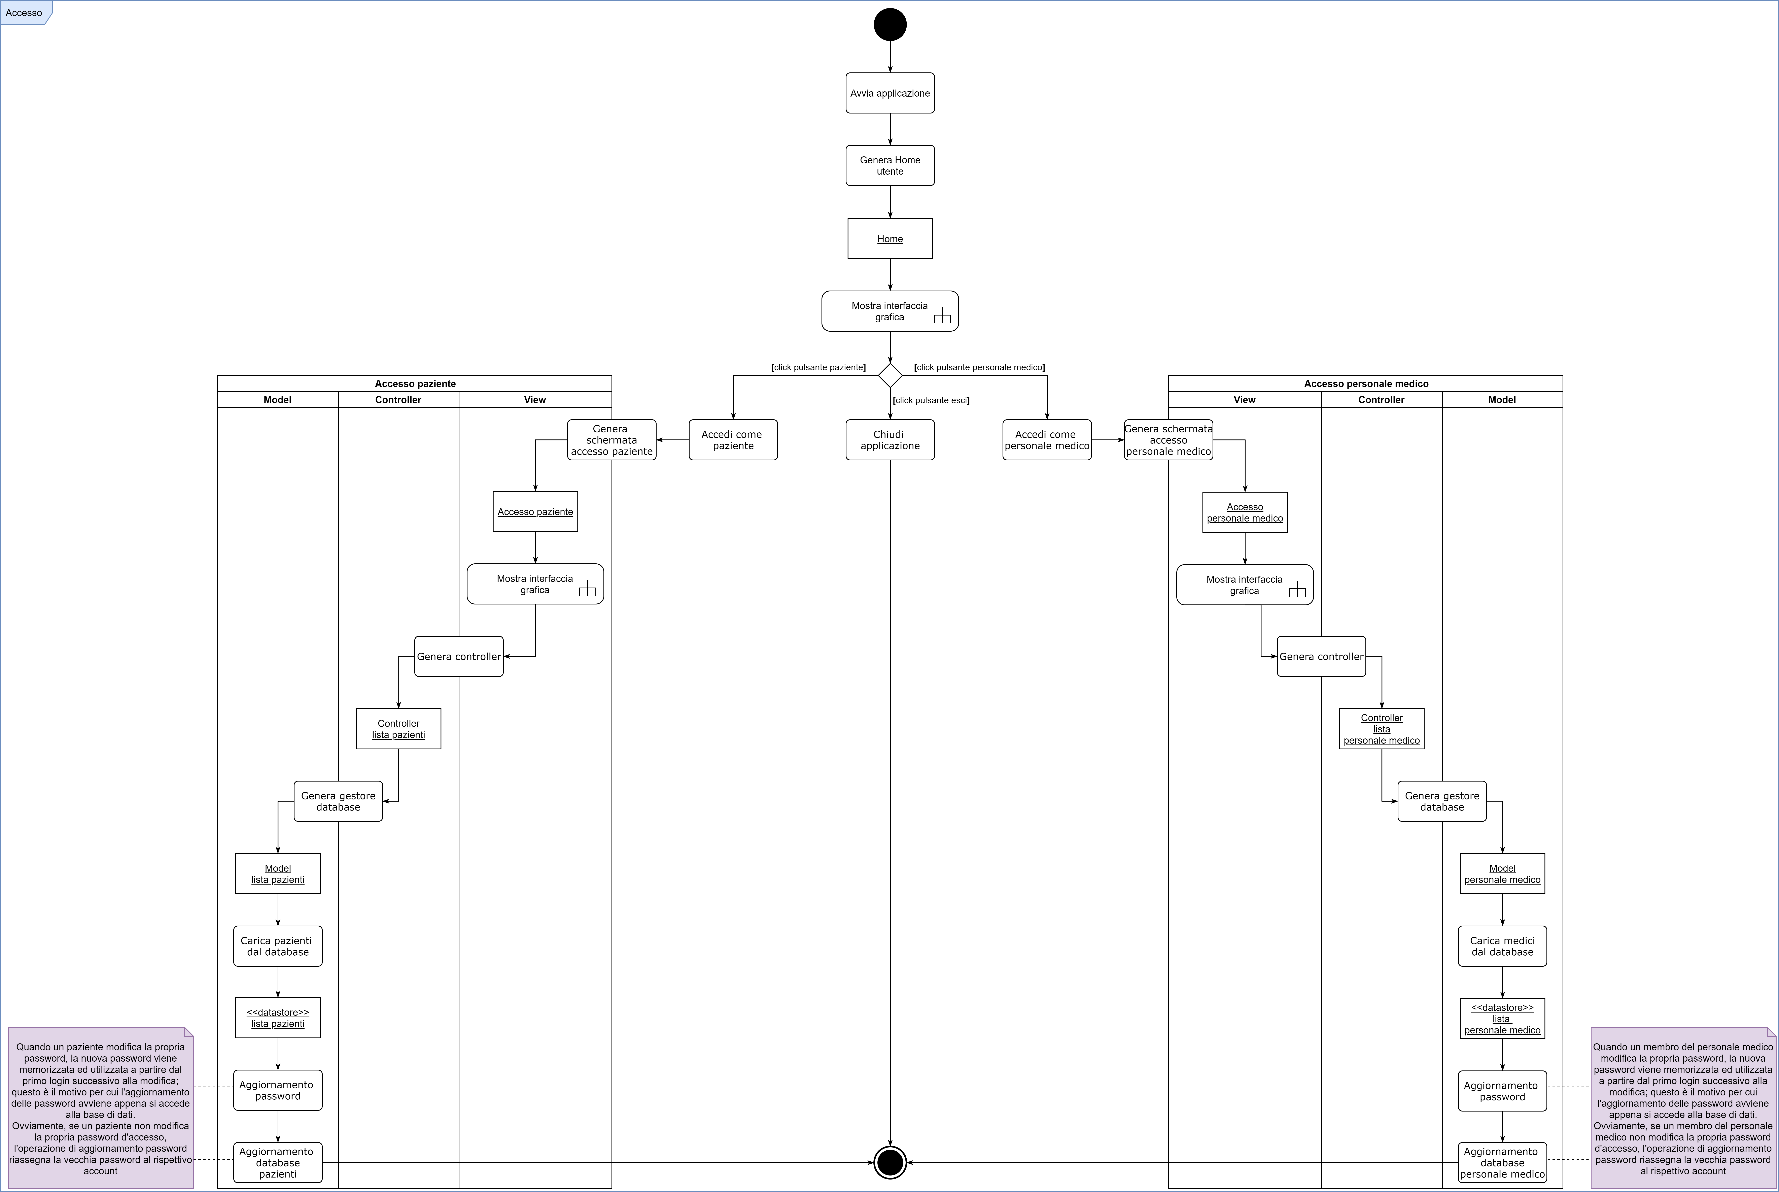 Accesso
Avvia applicazione
Genera Home
utente
Home
Mostra interfaccia
grafica
[click pulsante paziente]
[click pulsante personale medico]
[click pulsante esci]
Accesso paziente
Model
Controller
View
Accesso personale medico
View
Controller
Model
Genera
schermata
accesso paziente
Accedi come
paziente
Chiudi
applicazione
Accedi come
personale medico
Genera schermata
accesso
personale medico
Accesso paziente
Accesso
personale medico
Mostra interfaccia
grafica
Mostra interfaccia
grafica
Genera controller
Genera controller
Controller
lista pazienti
Controller
lista
personale medico
Genera gestore
database
Genera gestore
database
Model
lista pazienti
Model
personale medico
Carica pazienti
dal database
Carica medici
dal database
<<datastore>>
lista pazienti
<<datastore>>
lista
personale medico
Quando un paziente modifica la propria
password, la nuova password viene
memorizzata ed utilizzata a partire dal
primo login successivo alla modifica;
questo è il motivo per cui l'aggiornamento
delle password avviene appena si accede
alla base di dati.
Ovviamente, se un paziente non modifica
la propria password d'accesso,
l'operazione di aggiornamento password
riassegna la vecchia password al rispettivo
account
Aggiornamento
password
Aggiornamento
database
pazienti
Aggiornamento
password
Aggiornamento
database
personale medico
Quando un membro del personale medico
modifica la propria password, la nuova
password viene memorizzata ed utilizzata
a partire dal primo login successivo alla
modifica; questo è il motivo per cui
l'aggiornamento delle password avviene
appena si accede alla base di dati.
Ovviamente, se un membro del personale
medico non modifica la propria password
d'accesso, l'operazione di aggiornamento
password riassegna la vecchia password
al rispettivo account